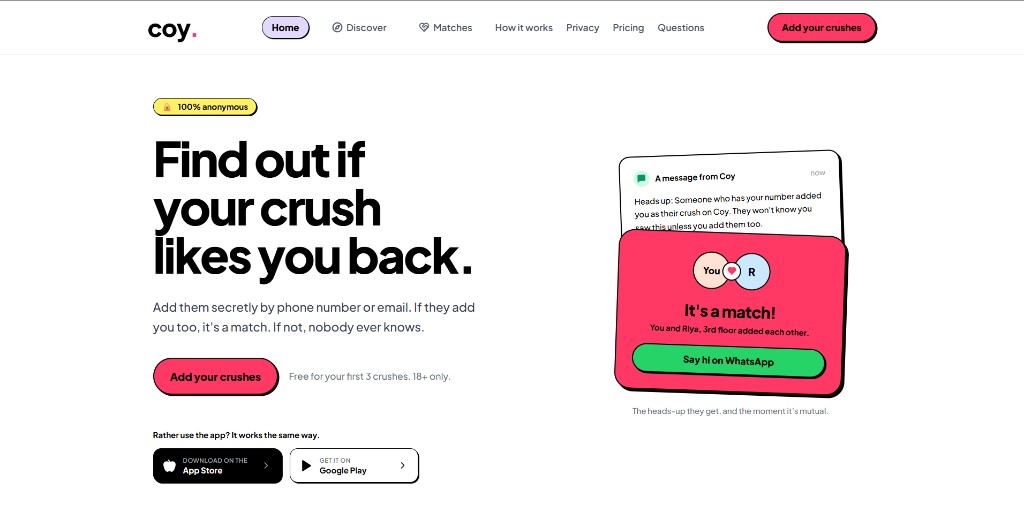 coy.
Home
Discover
Matches
How it works
Privacy
Pricing
Questions
Add your crushes
100% anonymous
Find out if
your crush
likes you back.
Add them secretly by phone number or email. If they add
you too, it's a match. If not, nobody ever knows.
Add your crushes
Free for your first 3 crushes. 18+ only.
Rather use the app? It works the same way.
DOWNLOAD ON THE
App Store
GET IT ON
Google Play
A message from Coy
now
Heads up: Someone who has your number added
you as their crush on Coy. They won't know you
saw this unless you add them too.
You
R
It's a match!
You and Riya, 3rd floor added each other.
Say hi on WhatsApp
The heads-up they get, and the moment it's mutual.